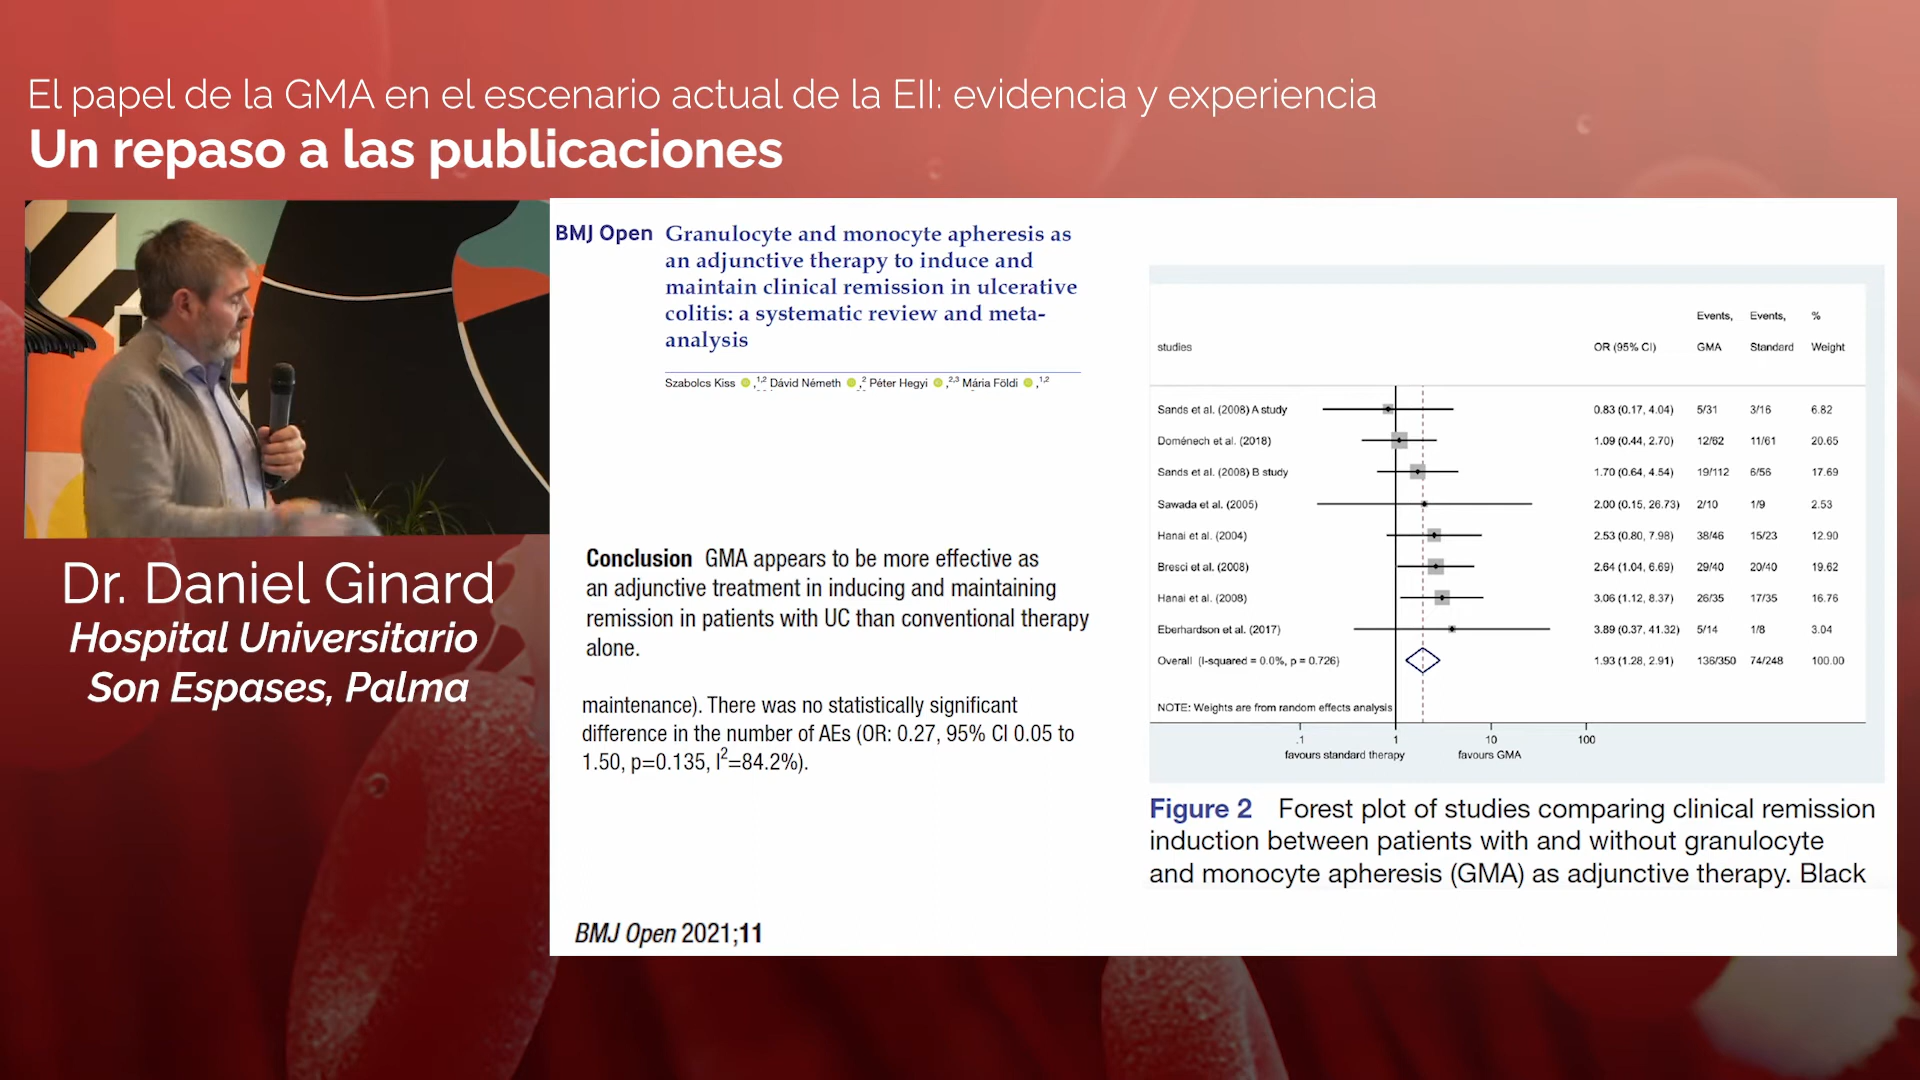 El papel de la GMA en el escenario actual de la EII: evidencia y experiencia
Un repaso a las publicaciones
Dr. Daniel Ginard
Hospital Universitario
Son Espases, Palma
BMJ Open Granulocyte and monocyte apheresis as
an adjunctive therapy to induce and
maintain clinical remission in ulcerative
colitis: a systematic review and meta-
analysis
Szabolcs Kiss ,1,2 Dávid Németh ,2 Péter Hegyi ,2,3 Mária Földi ,1,2
Conclusion GMA appears to be more effective as
an adjunctive treatment in inducing and maintaining
remission in patients with UC than conventional therapy
alone.
maintenance). There was no statistically significant
difference in the number of AEs (OR: 0.27, 95% CI 0.05 to
1.50, p=0.135, I²=84.2%).
BMJ Open 2021;11
Events, Events, %
studies OR (95% CI) GMA Standard Weight
Sands et al. (2008) A study 0.83 (0.17, 4.04) 5/31 3/16 6.82
Doménech et al. (2018) 1.09 (0.44, 2.70) 12/62 11/61 20.65
Sands et al. (2008) B study 1.70 (0.64, 4.54) 19/112 6/56 17.69
Sawada et al. (2005) 2.00 (0.15, 26.73) 2/10 1/9 2.53
Hanai et al. (2004) 2.53 (0.80, 7.98) 38/46 15/23 12.90
Bresci et al. (2008) 2.64 (1.04, 6.69) 29/40 20/40 19.62
Hanai et al. (2008) 3.06 (1.12, 8.37) 26/35 17/35 16.76
Eberhardson et al. (2017) 3.89 (0.37, 41.32) 5/14 1/8 3.04
Overall (I-squared = 0.0%, p = 0.726) 1.93 (1.28, 2.91) 136/350 74/248 100.00
NOTE: Weights are from random effects analysis
.1 1 10 100
favours standard therapy favours GMA
Figure 2 Forest plot of studies comparing clinical remission
induction between patients with and without granulocyte
and monocyte apheresis (GMA) as adjunctive therapy. Black